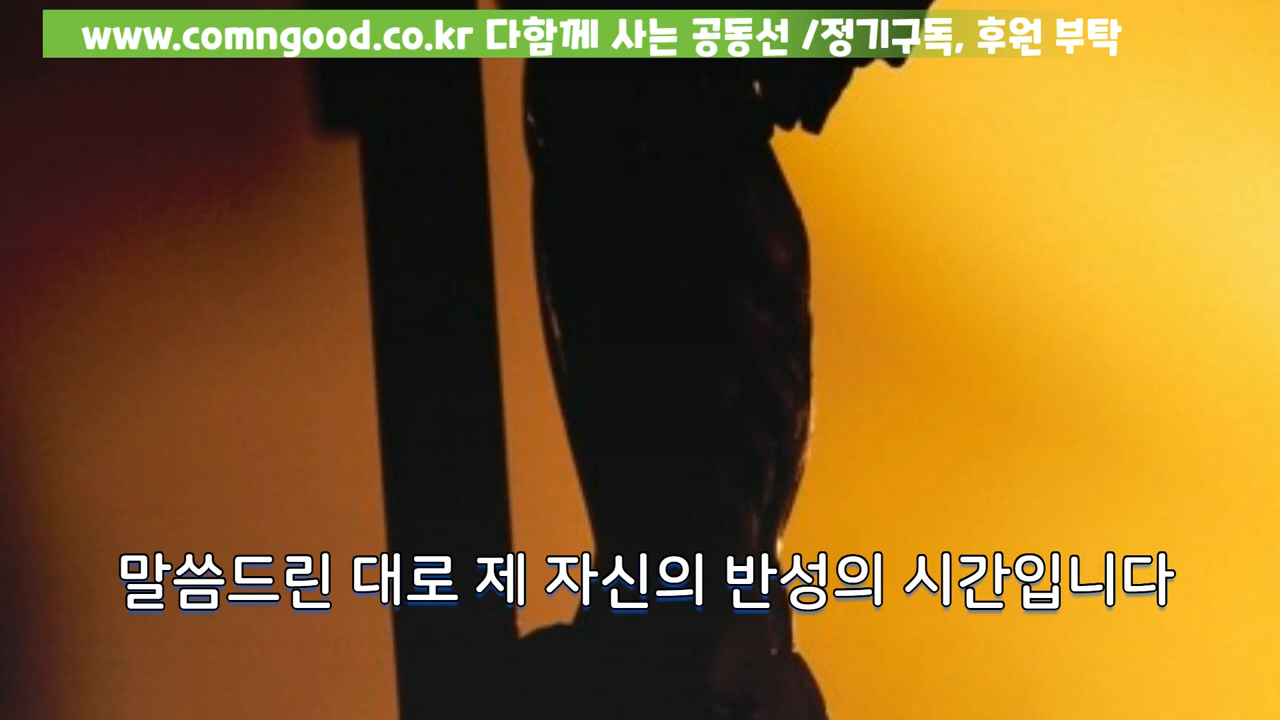 www.comngood.co.kr 다함께 사는 공동선 /정기구독, 후원 부탁
말씀드린 대로 제 자신의 반성의 시간입니다